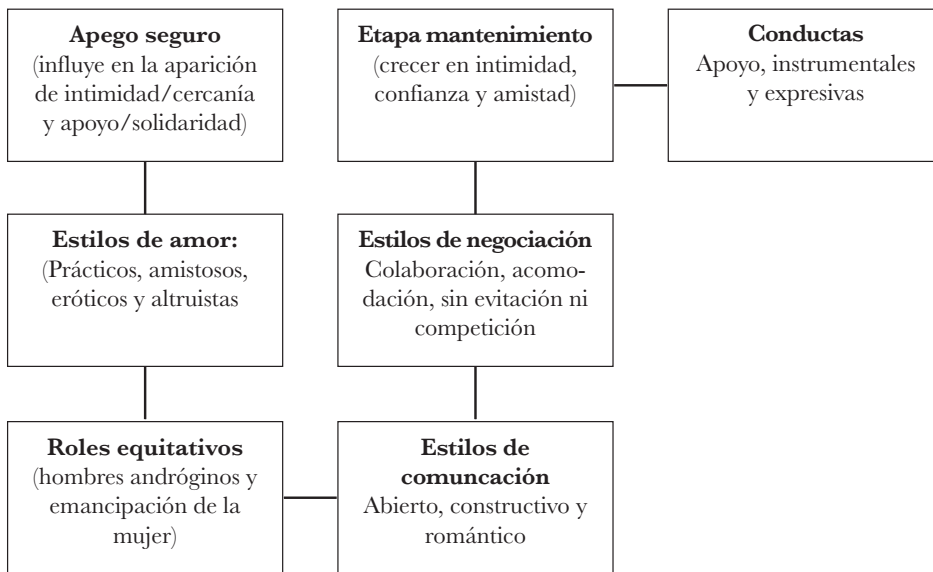 Apego seguro
(influye en la aparición
de intimidad/cercanía
y apoyo/solidaridad)
Etapa mantenimiento
(crecer en intimidad,
confianza y amistad)
Conductas
Apoyo, instrumentales
y expresivas
Estilos de amor:
(Prácticos, amistosos,
eróticos y altruistas
Estilos de negociación
Colaboración, acomo-
dación, sin evitación ni
competición
Roles equitativos
(hombres andróginos y
emancipación de la
mujer)
Estilos de
comuncación
Abierto, constructivo y
romántico